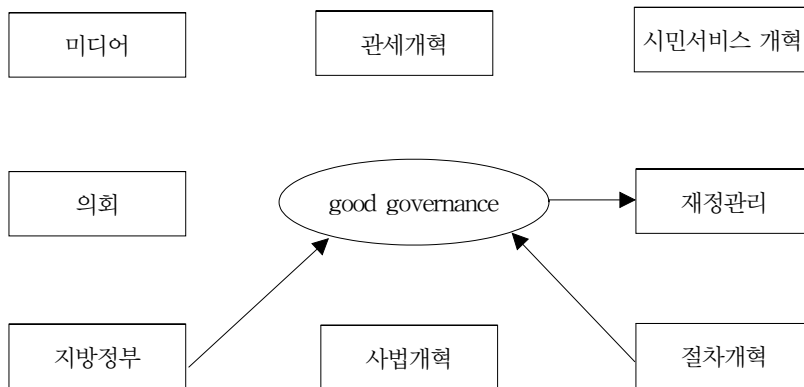 미디어
관세개혁
시민서비스 개혁
의회
good governance
재정관리
지방정부
사법개혁
절차개혁